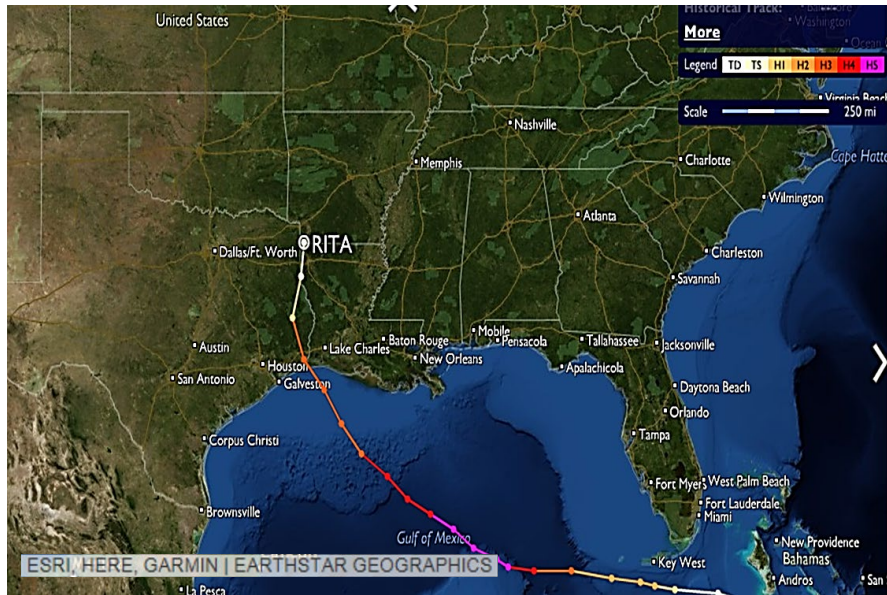 United States
Historical Track:
Washington
More
Legend TD TS H1 H2 H3 H4 H5
Ocean
Virginia Beach
Scale 250 mi
Nashville
Memphis
Charlotte
Cape Hatte
Wilmington
Atlanta
Dallas/Ft. Worth
RITA
Charleston
Savannah
Mobile
Pensacola
Tallahassee
Jacksonville
Baton Rouge
Austin
Lake Charles
New Orleans
Houston
Apalachicola
San Antonio
Galveston
Daytona Beach
Orlando
Tampa
Corpus Christi
Fort Myers
West Palm Beach
Fort Lauderdale
Miami
Brownsville
Gulf of Mexico
New Providence
Bahamas
Key West
ESRI, HERE, GARMIN | EARTHSTAR GEOGRAPHICS
Andros
San
La Pesca